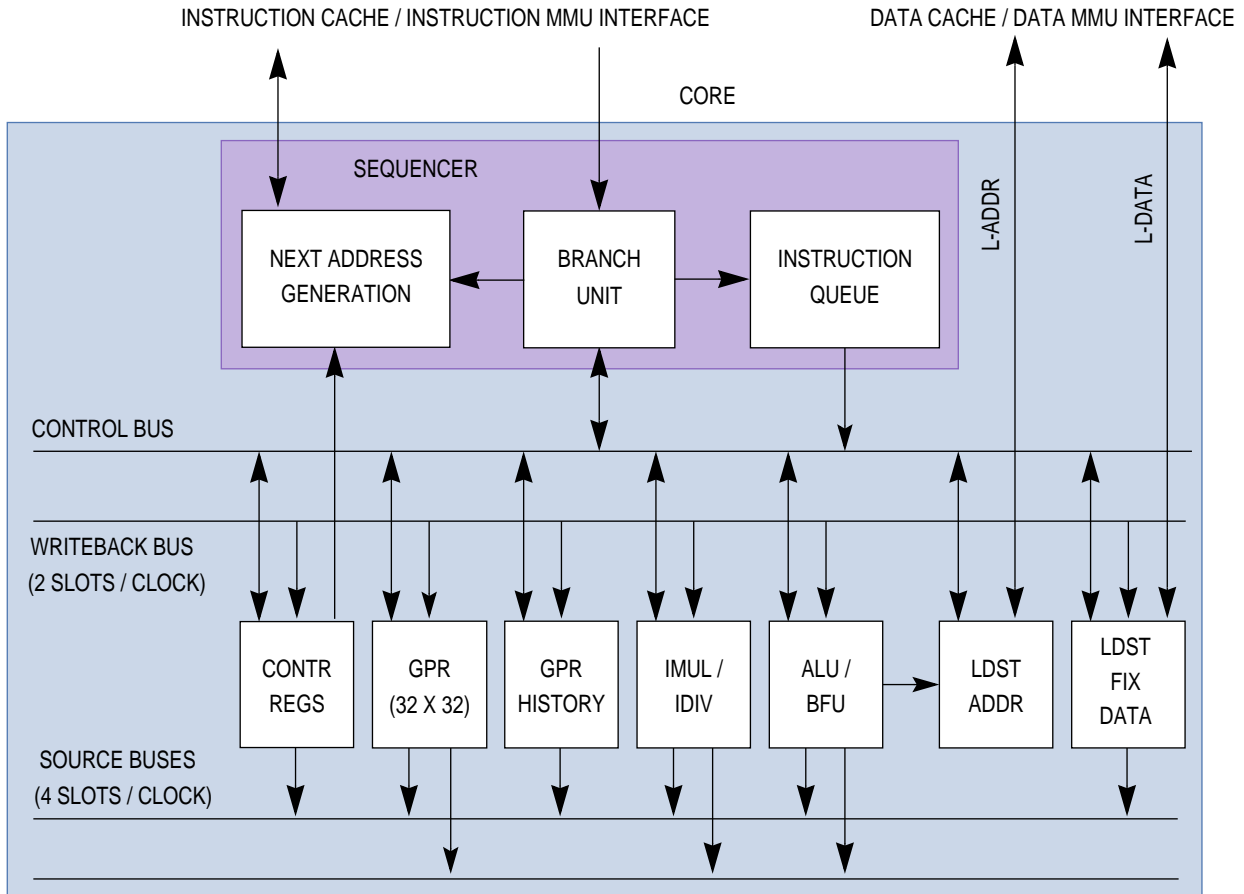 INSTRUCTION CACHE / INSTRUCTION MMU INTERFACE
DATA CACHE / DATA MMU INTERFACE
CORE
SEQUENCER
L-ADDR
L-DATA
NEXT ADDRESS
GENERATION
BRANCH
UNIT
INSTRUCTION
QUEUE
CONTROL BUS
WRITEBACK BUS
(2 SLOTS / CLOCK)
CONTR
REGS
GPR
(32 X 32)
GPR
HISTORY
IMUL /
IDIV
ALU /
BFU
LDST
ADDR
LDST
FIX
DATA
SOURCE BUSES
(4 SLOTS / CLOCK)